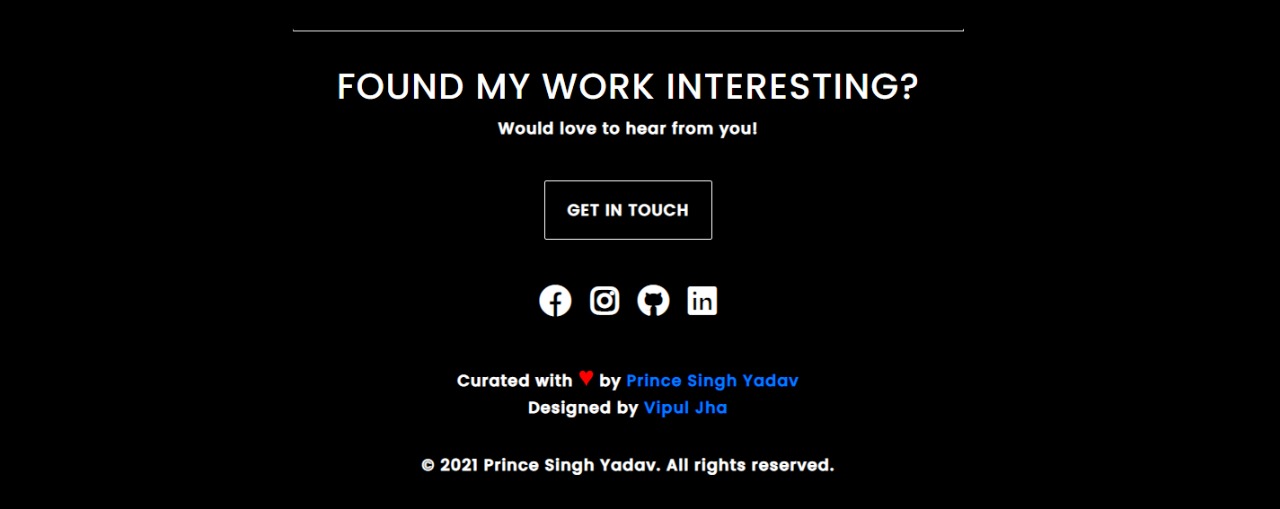 FOUND MY WORK INTERESTING?
Would love to hear from you!
GET IN TOUCH
Curated with ♥ by Prince Singh Yadav
Designed by Vipul Jha
© 2021 Prince Singh Yadav. All rights reserved.